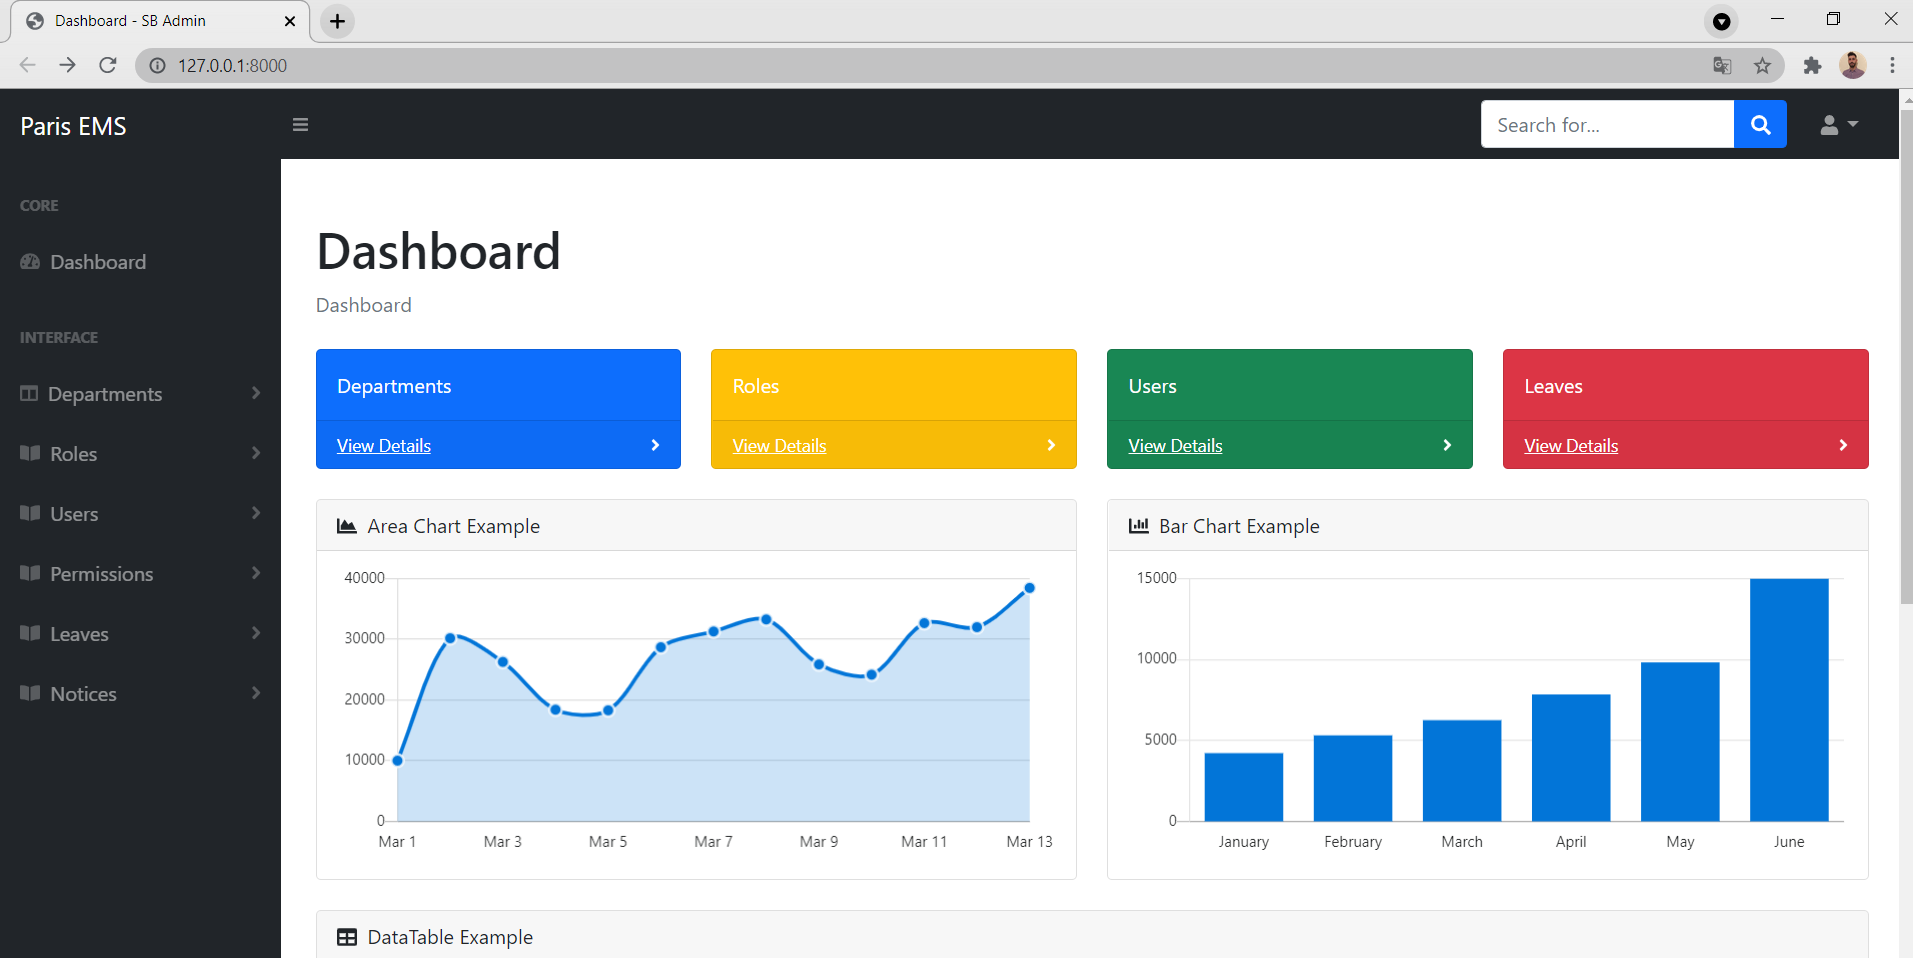 Dashboard - SB Admin
127.0.0.1:8000
Paris EMS
Search for...
CORE
Dashboard
INTERFACE
Departments
Roles
Users
Permissions
Leaves
Notices
Dashboard
Dashboard
Departments
View Details
Roles
View Details
Users
View Details
Leaves
View Details
Area Chart Example
40000
30000
20000
10000
0
Mar 1 Mar 3 Mar 5 Mar 7 Mar 9 Mar 11 Mar 13
Bar Chart Example
15000
10000
5000
0
January February March April May June
DataTable Example